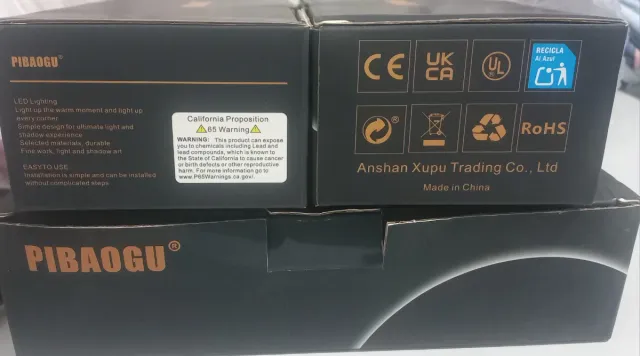 PIBAOGU®
LED Lighting
Light up the warm moment and light up
every corner
Simple design for ultimate light and
shadow experience
Selected materials, durable
Fine work, light and shadow art
EASYTO USE
Installation is simple and can be installed
without complicated steps
California Proposition
65 Warning
WARNING: This product can expose
you to chemicals including Lead and
lead compounds, which is known to
the State of California to cause cancer
or birth defects or other reproductive
harm. For more information go to
www.P65Warnings.ca.gov/.
CE
UK
CA
UL
RECICLA
Al Azul
®
RoHS
Anshan Xupu Trading Co., Ltd
Made in China
PIBAOGU®